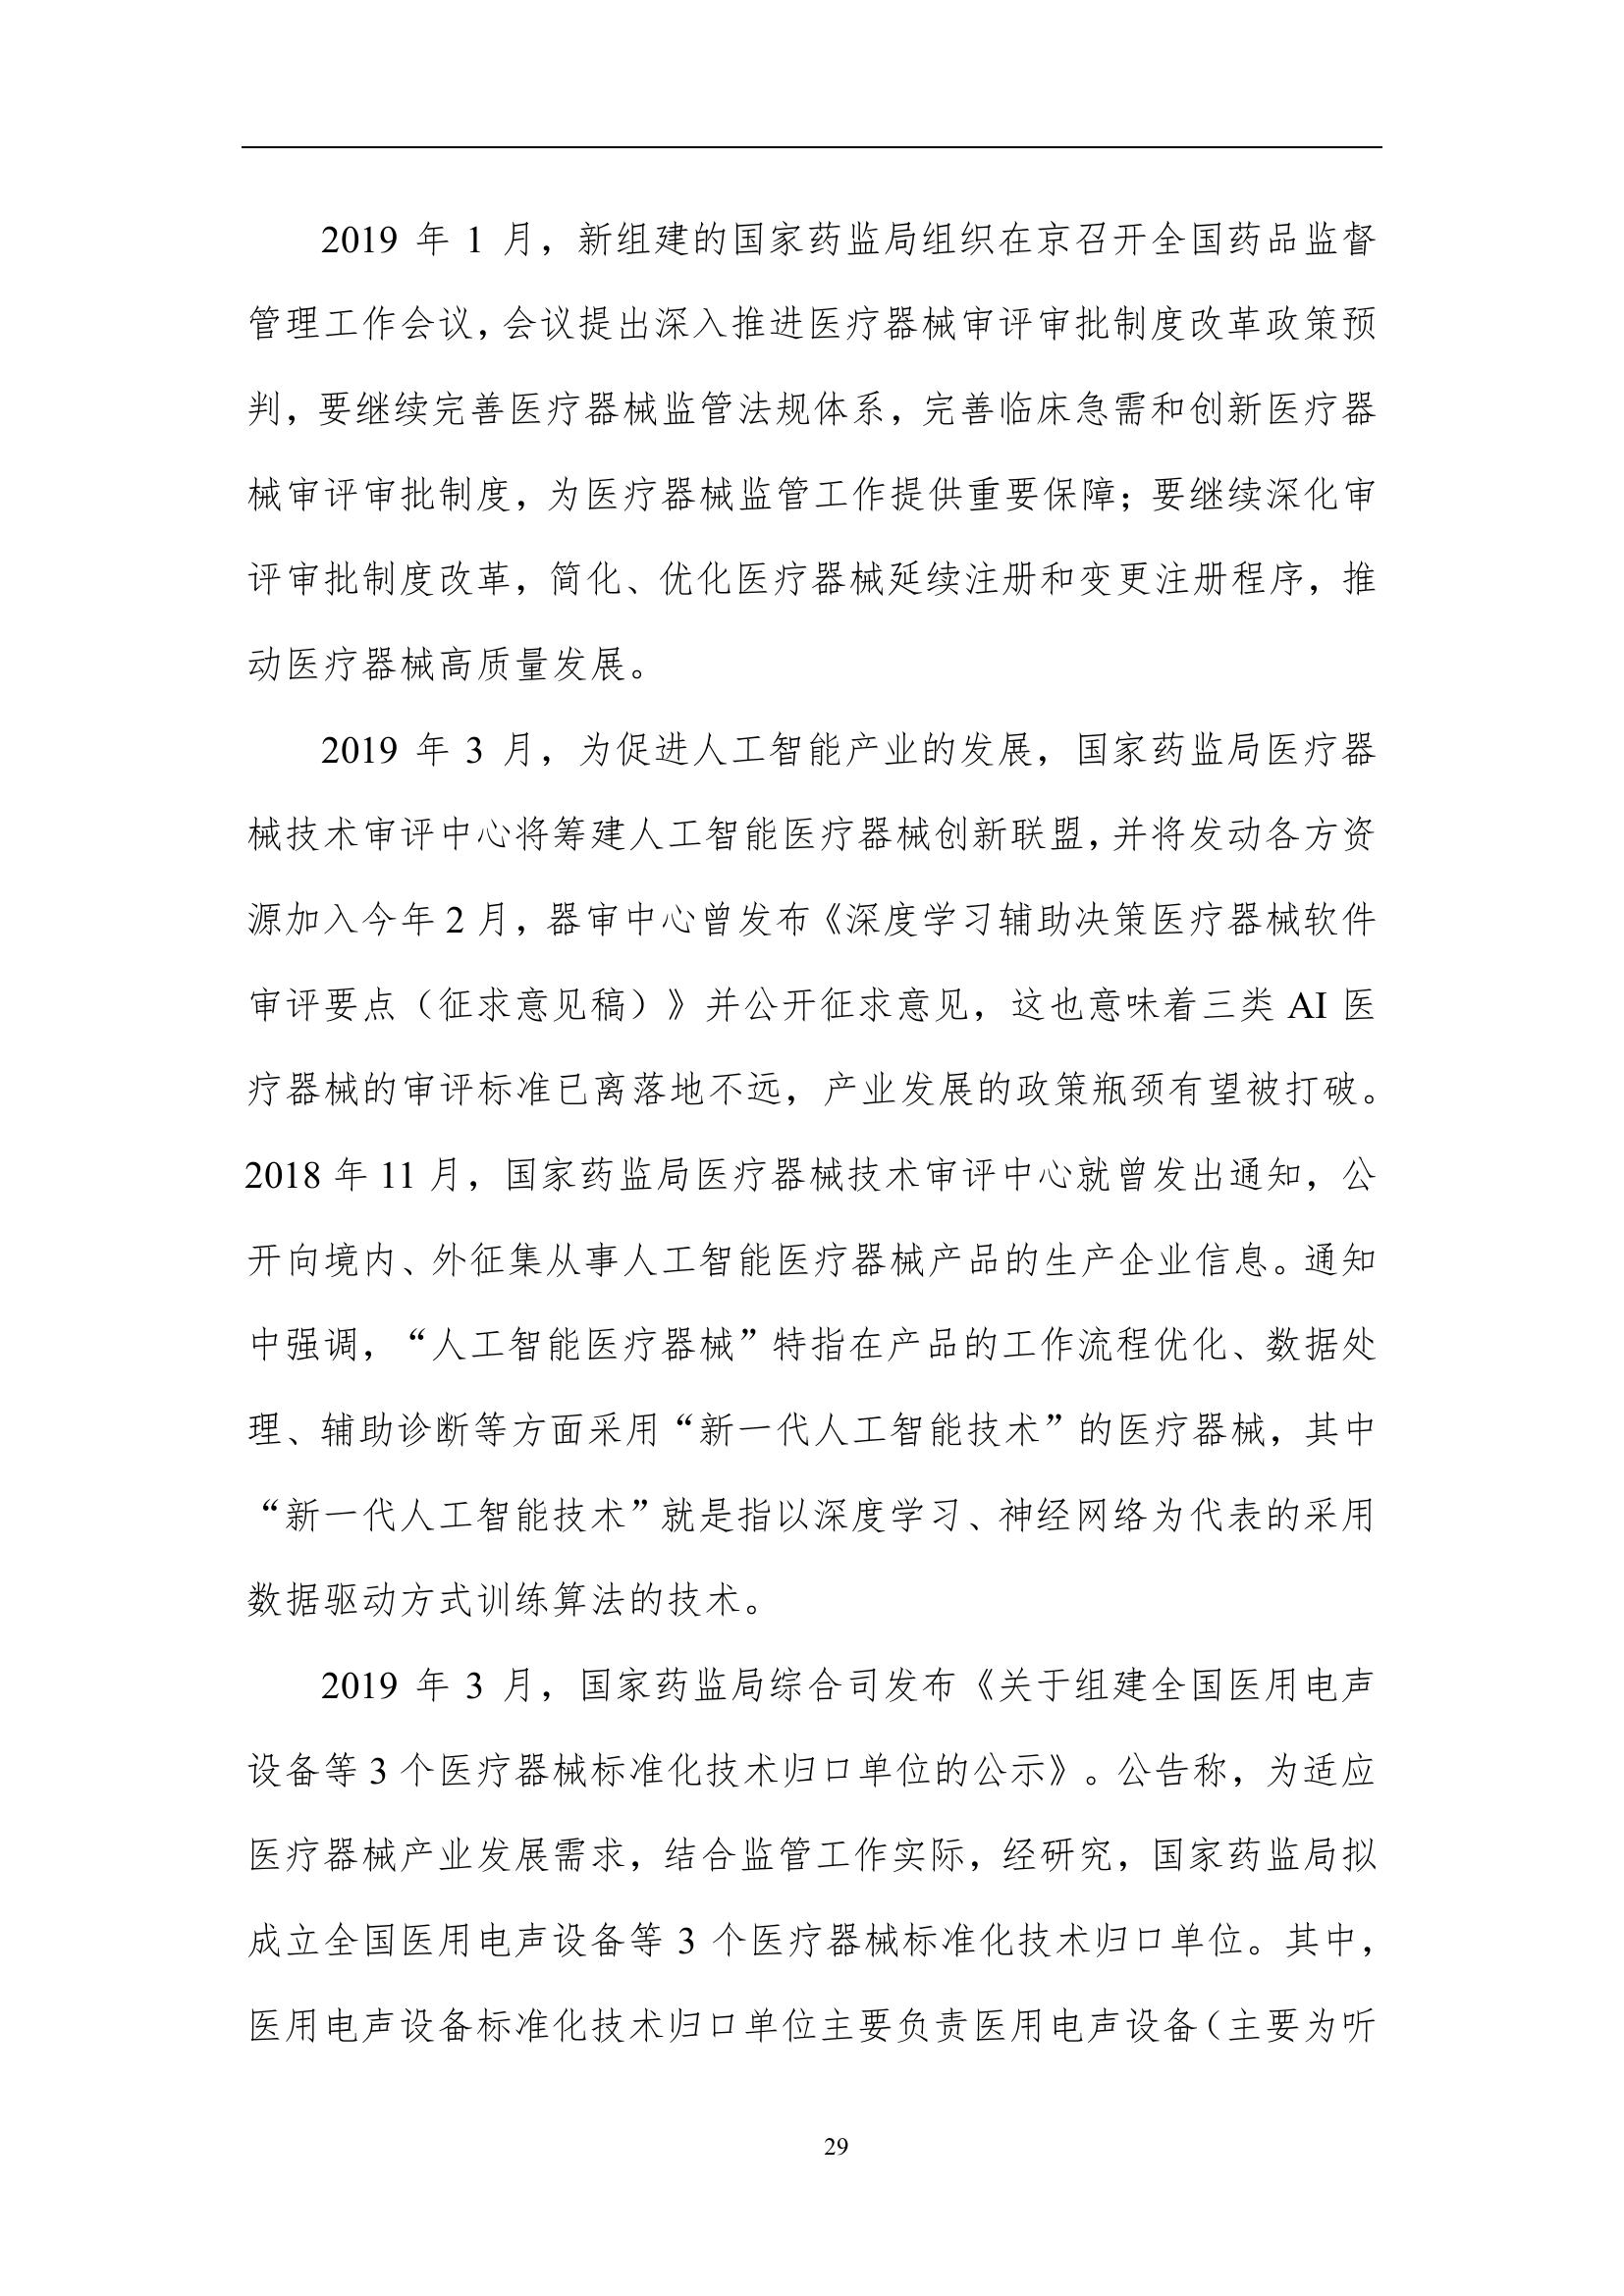 2019 年 1 月，新组建的国家药监局组织在京召开全国药品监督
管理工作会议，会议提出深入推进医疗器械审评审批制度改革政策预
判，要继续完善医疗器械监管法规体系，完善临床急需和创新医疗器
械审评审批制度，为医疗器械监管工作提供重要保障；要继续深化审
评审批制度改革，简化、优化医疗器械延续注册和变更注册程序，推
动医疗器械高质量发展。
2019 年 3 月，为促进人工智能产业的发展，国家药监局医疗器
械技术审评中心将筹建人工智能医疗器械创新联盟，并将发动各方资
源加入今年 2 月，器审中心曾发布《深度学习辅助决策医疗器械软件
审评要点（征求意见稿）》并公开征求意见，这也意味着三类 AI 医
疗器械的审评标准已离落地不远，产业发展的政策瓶颈有望被打破。
2018 年 11 月，国家药监局医疗器械技术审评中心就曾发出通知，公
开向境内、外征集从事人工智能医疗器械产品的生产企业信息。通知
中强调，“人工智能医疗器械”特指在产品的工作流程优化、数据处
理、辅助诊断等方面采用“新一代人工智能技术”的医疗器械，其中
“新一代人工智能技术”就是指以深度学习、神经网络为代表的采用
数据驱动方式训练算法的技术。
2019 年 3 月，国家药监局综合司发布《关于组建全国医用电声
设备等 3 个医疗器械标准化技术归口单位的公示》。公告称，为适应
医疗器械产业发展需求，结合监管工作实际，经研究，国家药监局拟
成立全国医用电声设备等 3 个医疗器械标准化技术归口单位。其中，
医用电声设备标准化技术归口单位主要负责医用电声设备（主要为听
29